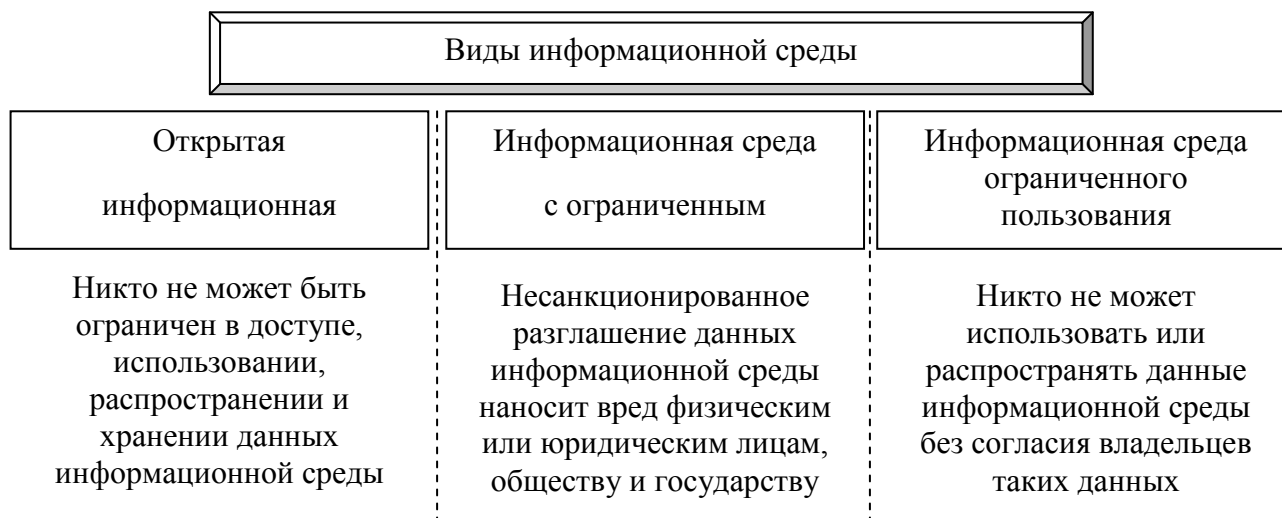 Виды информационной среды
Открытая
информационная
Информационная среда
с ограниченным
Информационная среда
ограниченного
пользования
Никто не может быть
ограничен в доступе,
использовании,
распространении и
хранении данных
информационной среды
Несанкционированное
разглашение данных
информационной среды
наносит вред физическим
или юридическим лицам,
обществу и государству
Никто не может
использовать или
распространять данные
информационной среды
без согласия владельцев
таких данных